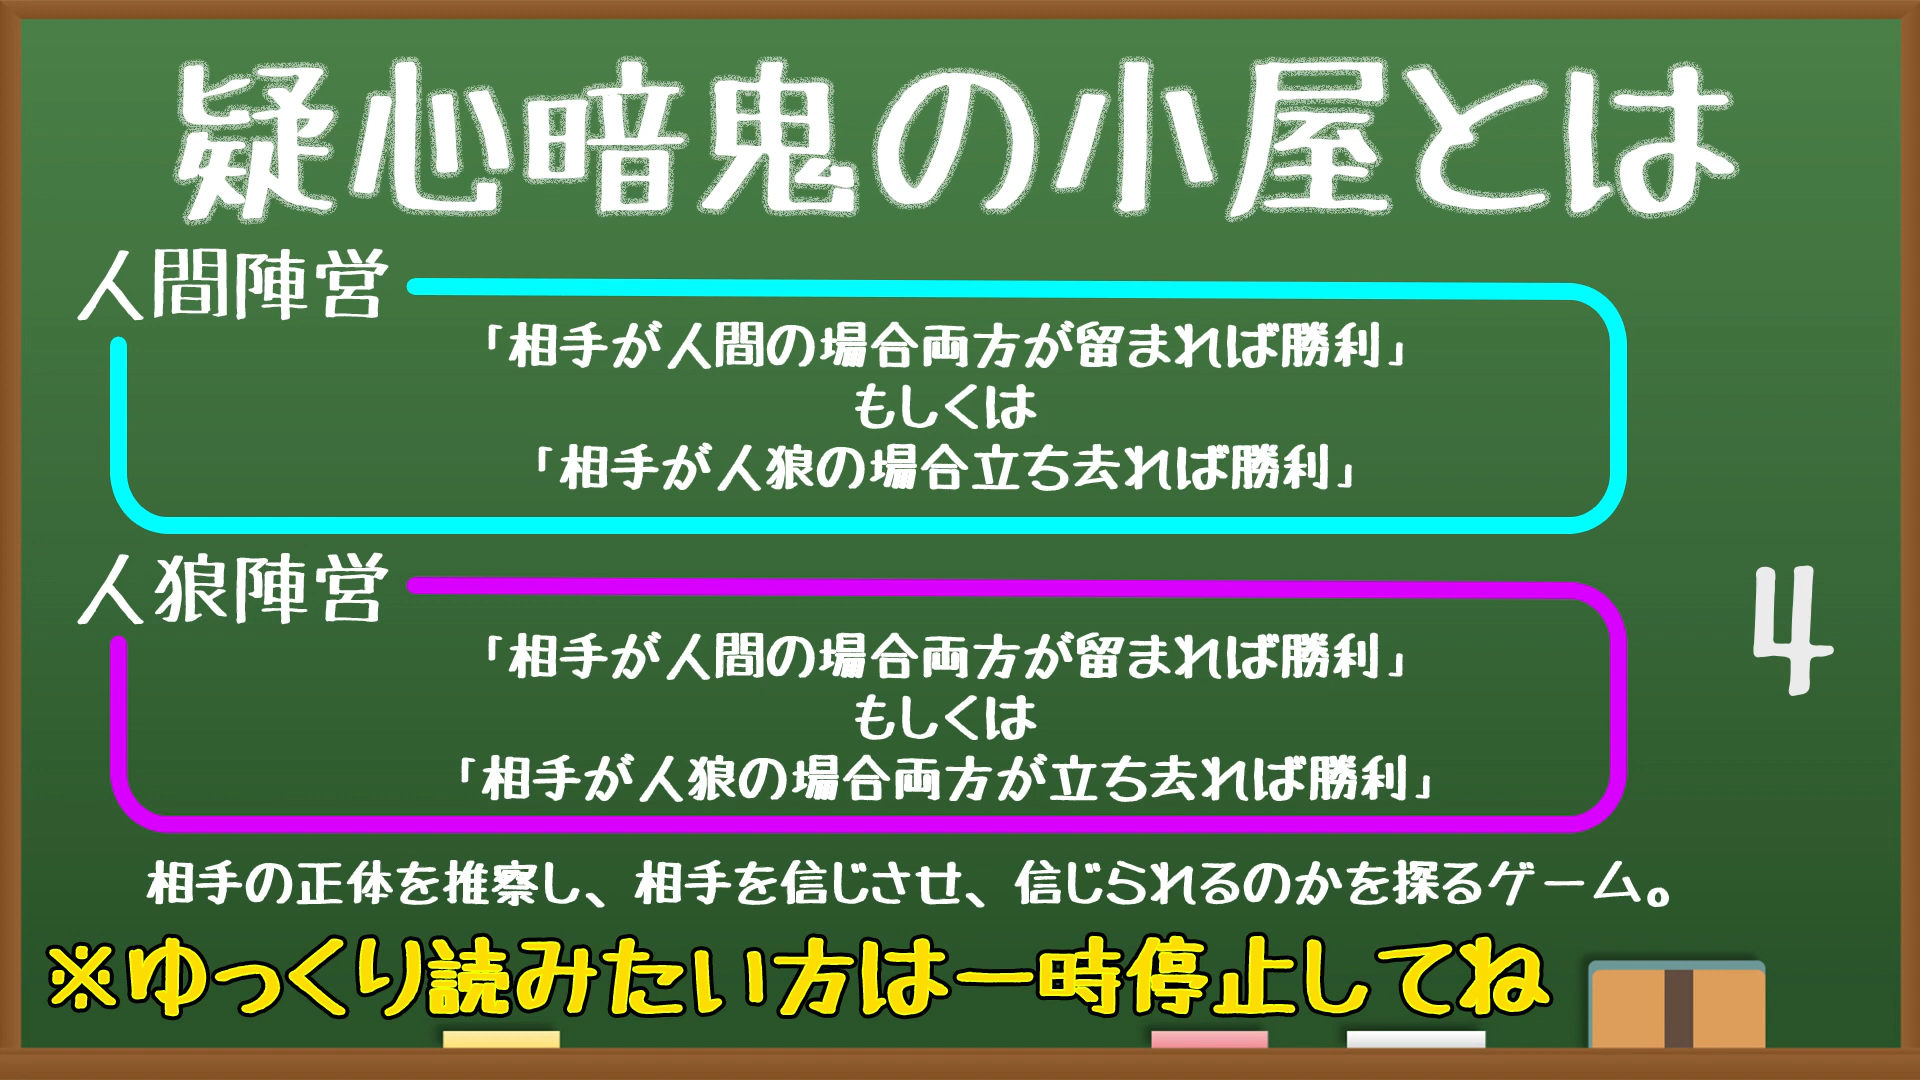 疑心暗鬼の小屋とは
人間陣営
「相手が人間の場合両方が留まれば勝利」
もしくは
「相手が人狼の場合立ち去れば勝利」
人狼陣営
「相手が人間の場合両方が留まれば勝利」
もしくは
「相手が人狼の場合両方が立ち去れば勝利」
4
相手の正体を推察し、相手を信じさせ、信じられるのかを探るゲーム。
※ゆっくり読みたい方は一時停止してね